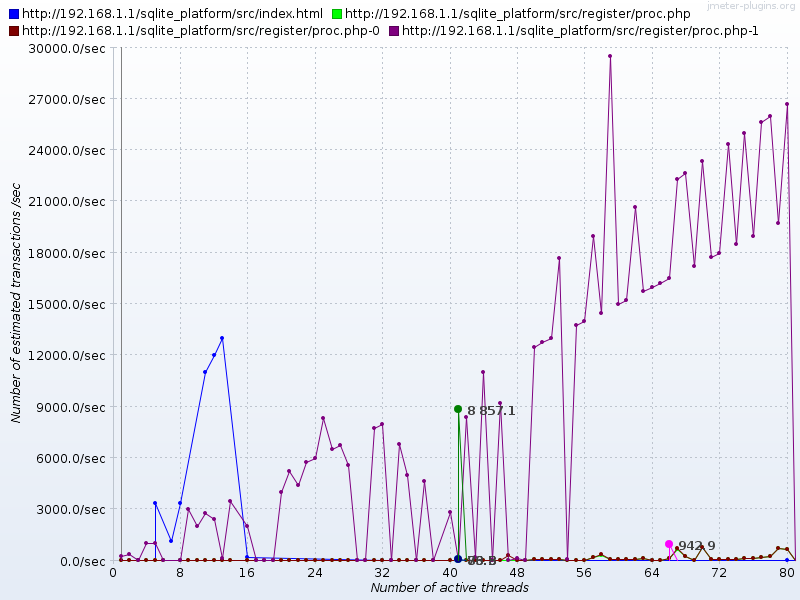 jmeter-plugins.org
http://192.168.1.1/sqlite_platform/src/index.html http://192.168.1.1/sqlite_platform/src/register/proc.php
http://192.168.1.1/sqlite_platform/src/register/proc.php-0 http://192.168.1.1/sqlite_platform/src/register/proc.php-1
30000.0/sec
27000.0/sec
24000.0/sec
21000.0/sec
18000.0/sec
15000.0/sec
12000.0/sec
9000.0/sec
6000.0/sec
3000.0/sec
0.0/sec
Number of estimated transactions /sec
8 857.1
942.9
0 8 16 24 32 40 48 56 64 72 80
Number of active threads